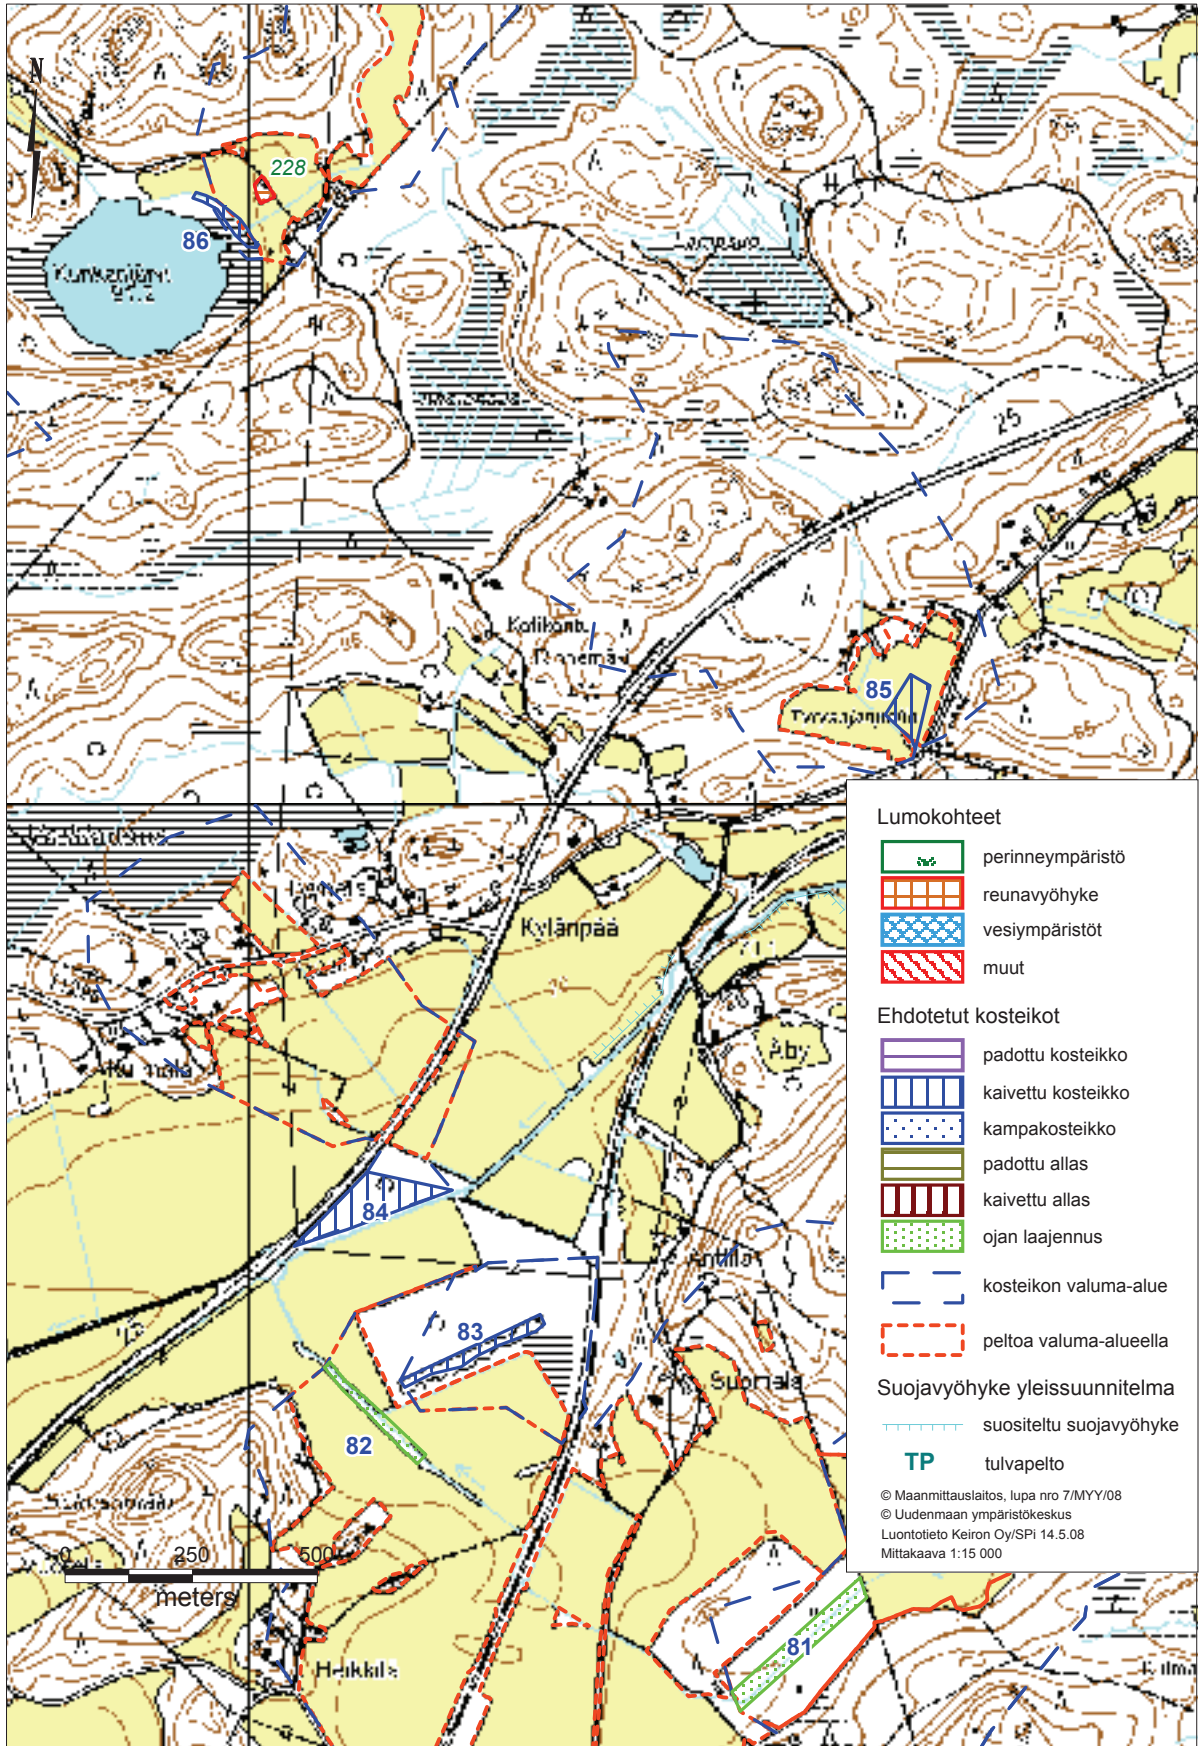 N
228
86
25
85
Kylänpää
Åby
84
83
Suomela
82
0 250 500
meters
81
Heikkilä
Lumokohteet
perinneympäristö
reunavyöhyke
vesiympäristöt
muut
Ehdotetut kosteikot
padottu kosteikko
kaivettu kosteikko
kampakosteikko
padottu allas
kaivettu allas
ojan laajennus
kosteikon valuma-alue
peltoa valuma-alueella
Suojavyöhyke yleissuunnitelma
suositeltu suojavyöhyke
TP tulvapelto
© Maanmittauslaitos, lupa nro 7/MYY/08
© Uudenmaan ympäristökeskus
Luontotieto Keiron Oy/SPi 14.5.08
Mittakaava 1:15 000